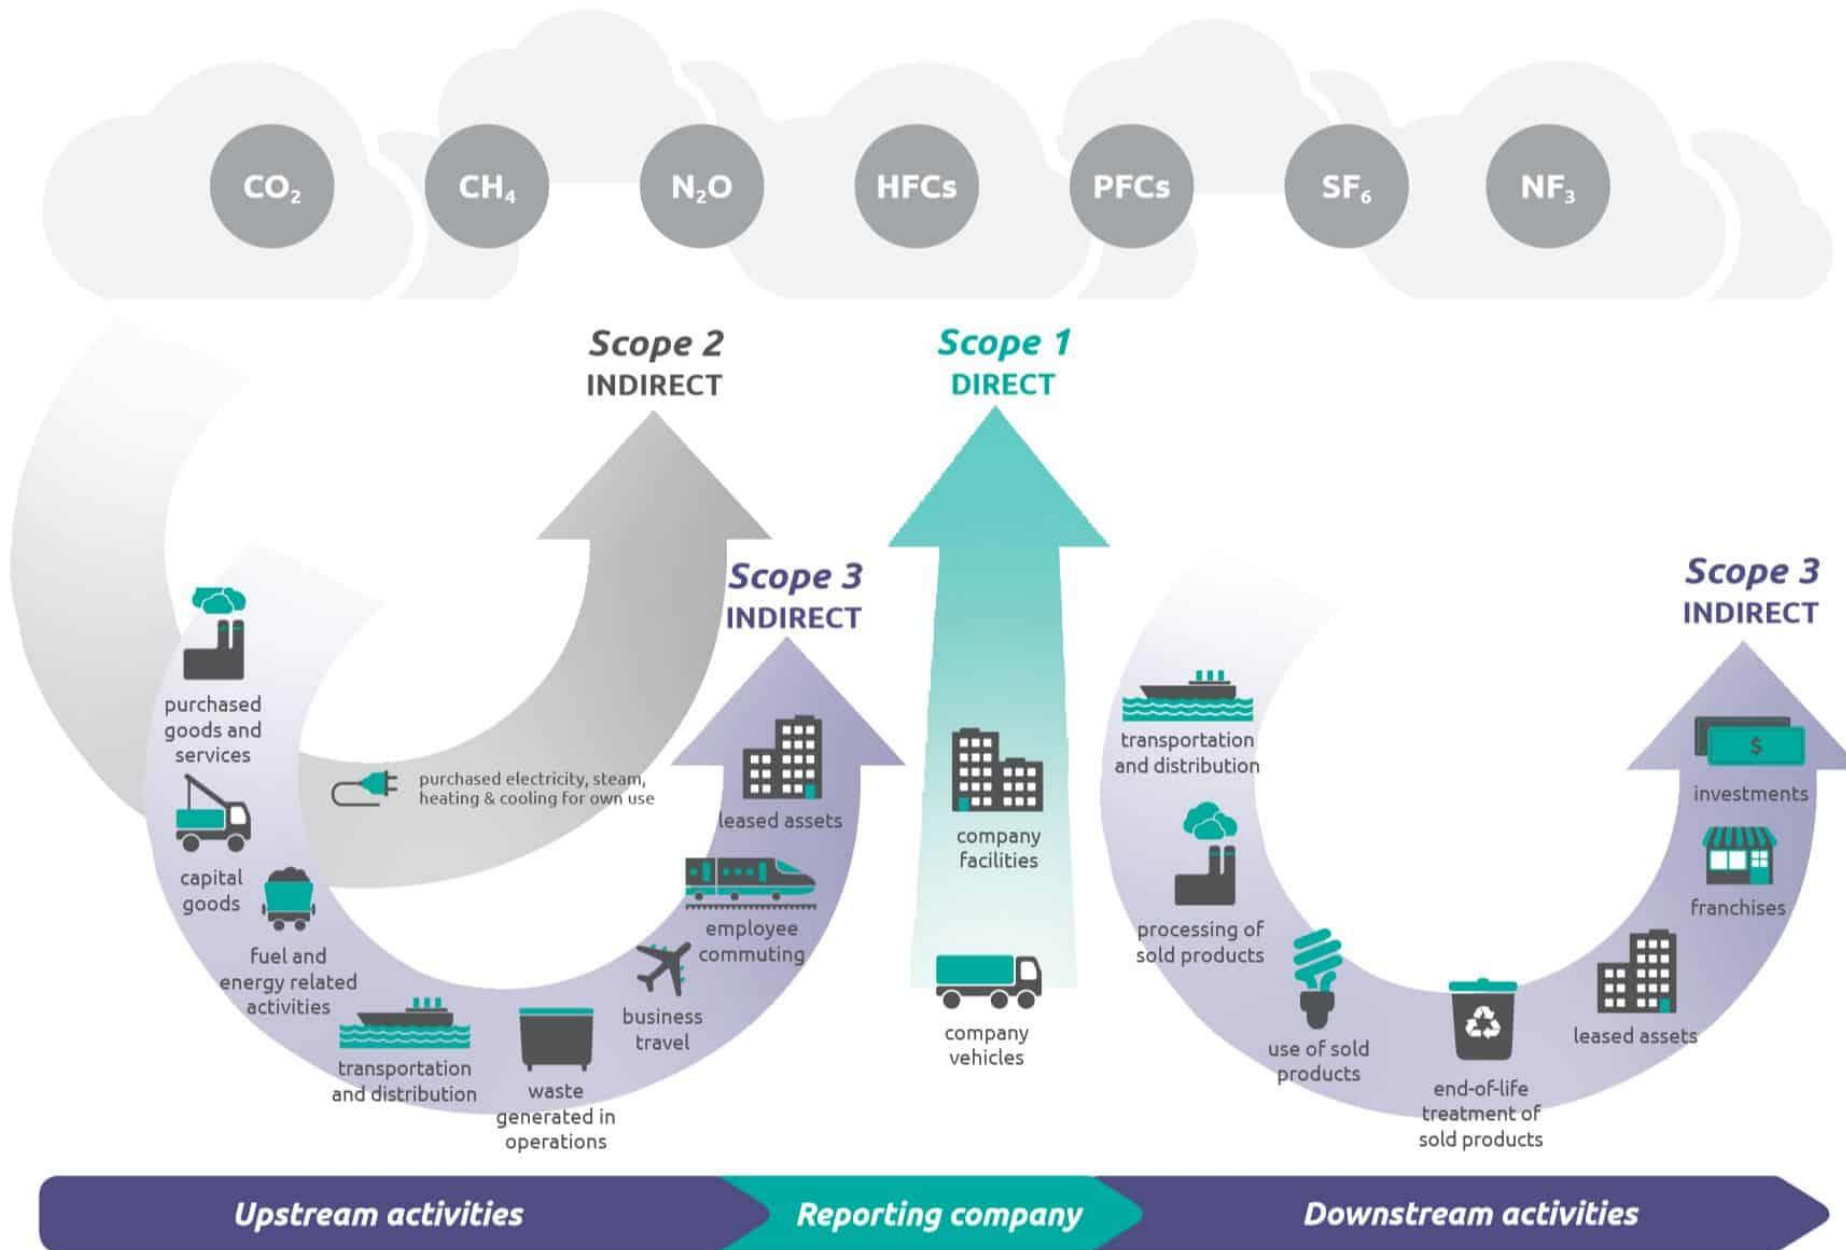 CO₂
CH₄
N₂O
HFCs
PFCs
SF₆
NF₃
Scope 2
INDIRECT
Scope 1
DIRECT
Scope 3
INDIRECT
Scope 3
INDIRECT
purchased
goods and
services
capital
goods
fuel and
energy related
activities
transportation
and distribution
waste
generated in
operations
business
travel
employee
commuting
leased assets
purchased electricity, steam,
heating & cooling for own use
company
facilities
company
vehicles
transportation
and distribution
processing of
sold products
use of sold
products
end-of-life
treatment of
sold products
leased assets
franchises
$
investments
Upstream activities
Reporting company
Downstream activities